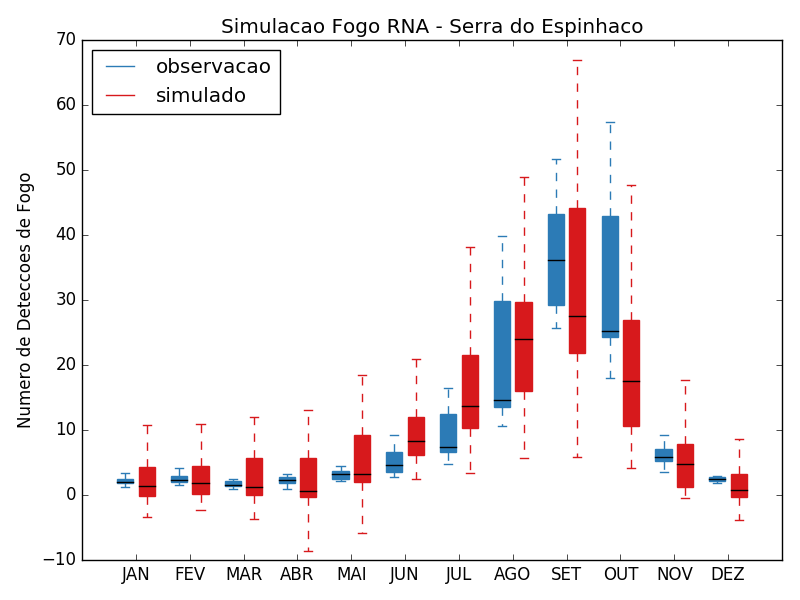 Simulacao Fogo RNA - Serra do Espinhaco
70
60
50
40
30
20
10
0
−10
Numero de Deteccoes de Fogo
observacao
simulado
JAN FEV MAR ABR MAI JUN JUL AGO SET OUT NOV DEZ